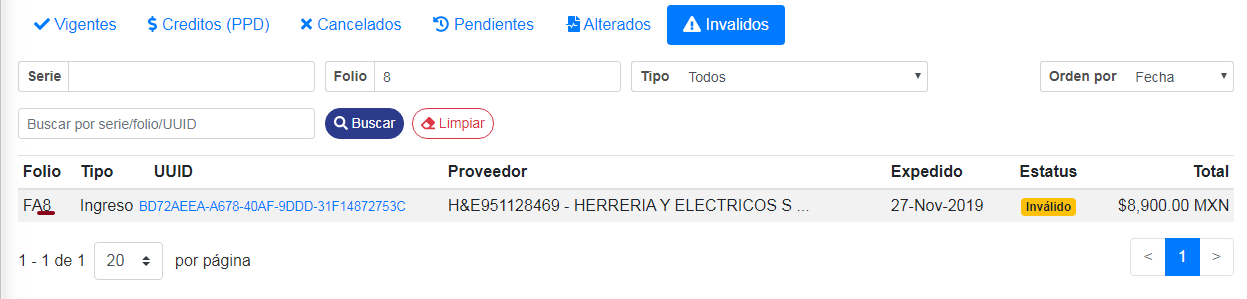 Vigentes Creditos (PPD) Cancelados Pendientes Alterados Invalidos
Serie Folio 8 Tipo Todos Orden por Fecha
Buscar por serie/folio/UUID Buscar Limpiar
Folio Tipo UUID Proveedor Expedido Estatus Total
FA8 Ingreso BD72AEEA-A678-40AF-9DDD-31F14872753C H&E951128469 - HERRERIA Y ELECTRICOS S ... 27-Nov-2019 Inválido $8,900.00 MXN
1 - 1 de 1 20 por página < 1 >